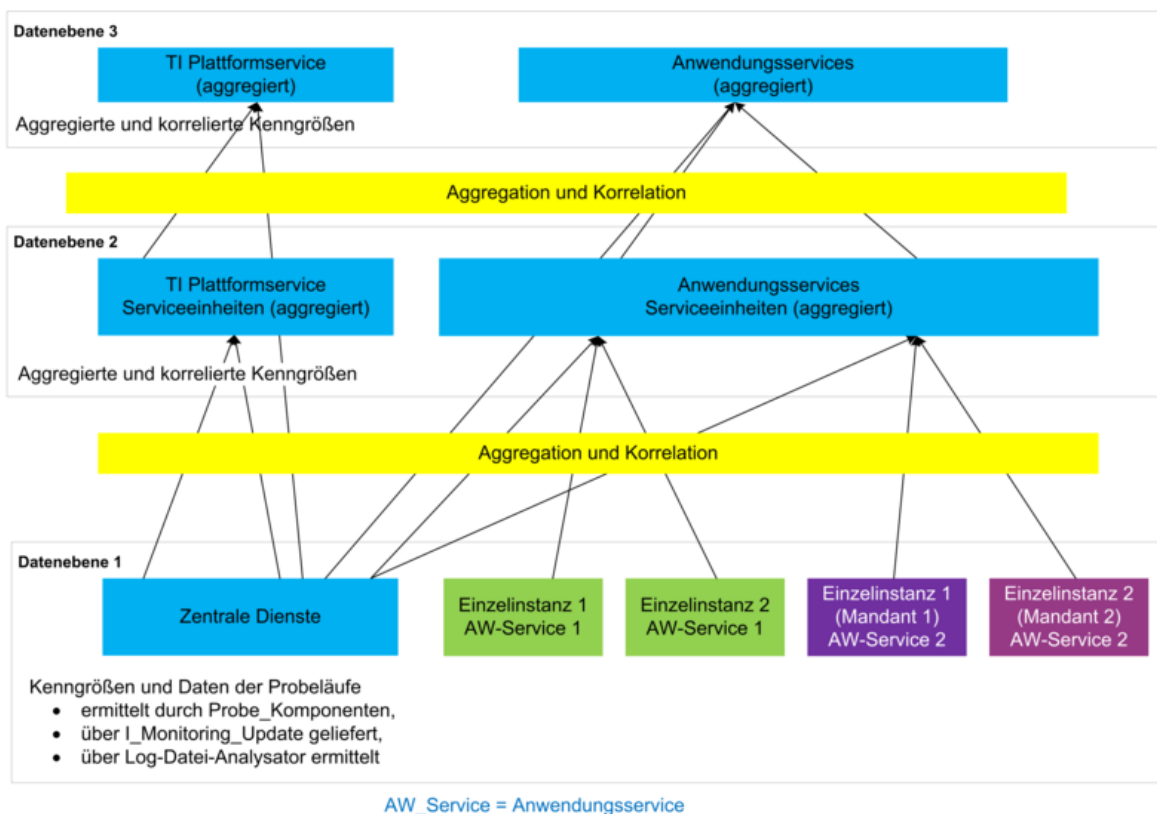 Datenebene 3
TI Plattformservice
(aggregiert)
Anwendungsservices
(aggregiert)
Aggregierte und korrelierte Kenngrößen
Aggregation und Korrelation
Datenebene 2
TI Plattformservice
Serviceeinheiten (aggregiert)
Anwendungsservices
Serviceeinheiten (aggregiert)
Aggregierte und korrelierte Kenngrößen
Aggregation und Korrelation
Datenebene 1
Zentrale Dienste
Einzelinstanz 1
AW-Service 1
Einzelinstanz 2
AW-Service 1
Einzelinstanz 1
(Mandant 1)
AW-Service 2
Einzelinstanz 2
(Mandant 2)
AW-Service 2
Kenngrößen und Daten der Probeläufe
• ermittelt durch Probe_Komponenten,
• über I_Monitoring_Update geliefert,
• über Log-Datei-Analysator ermittelt
AW_Service = Anwendungsservice